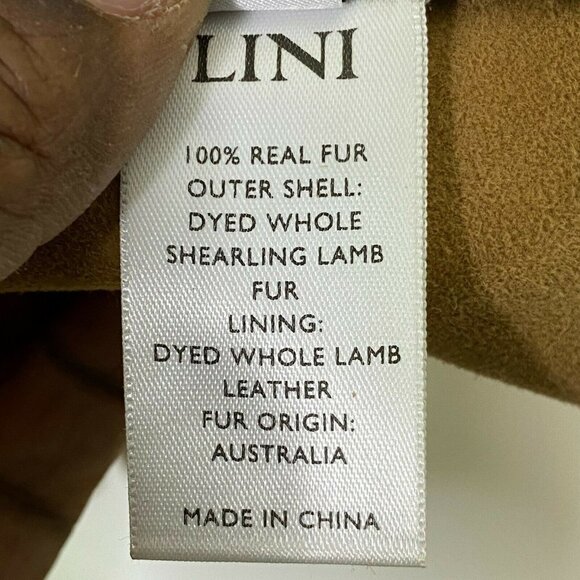 LINI
100% REAL FUR
OUTER SHELL:
DYED WHOLE
SHEARLING LAMB
FUR
LINING:
DYED WHOLE LAMB
LEATHER
FUR ORIGIN:
AUSTRALIA
MADE IN CHINA